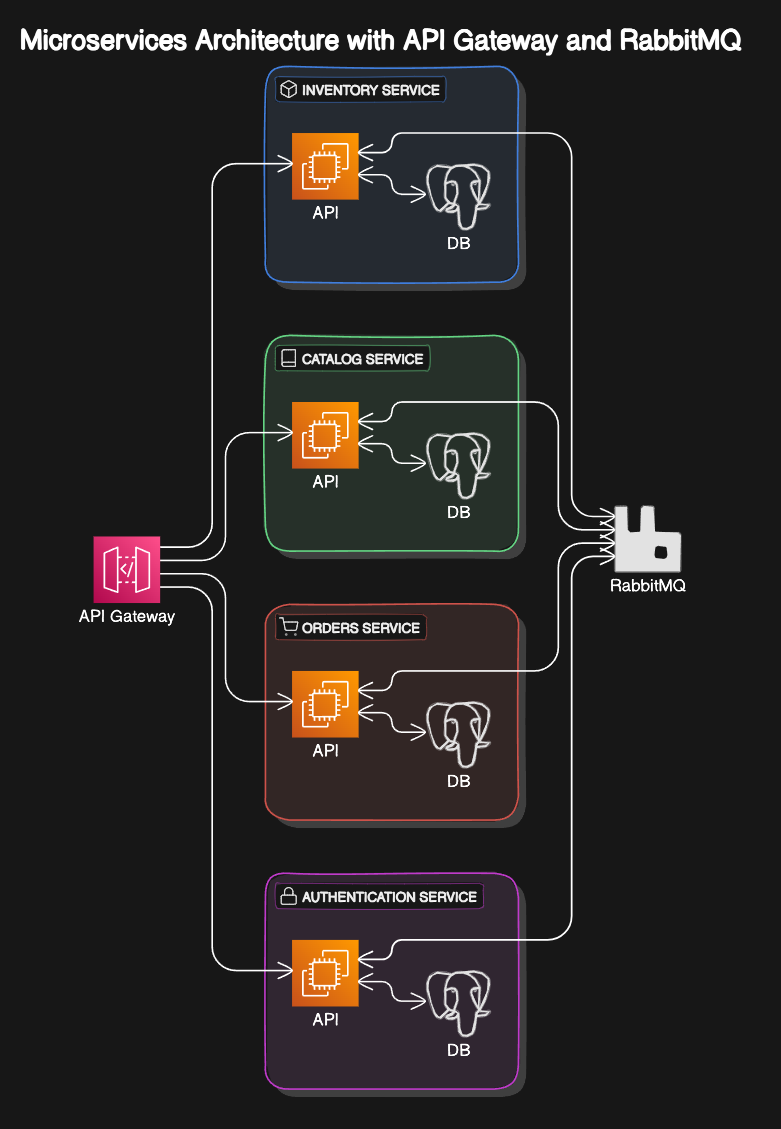 Microservices Architecture with API Gateway and RabbitMQ
INVENTORY SERVICE
API
DB
CATALOG SERVICE
API
DB
API Gateway
RabbitMQ
ORDERS SERVICE
API
DB
AUTHENTICATION SERVICE
API
DB